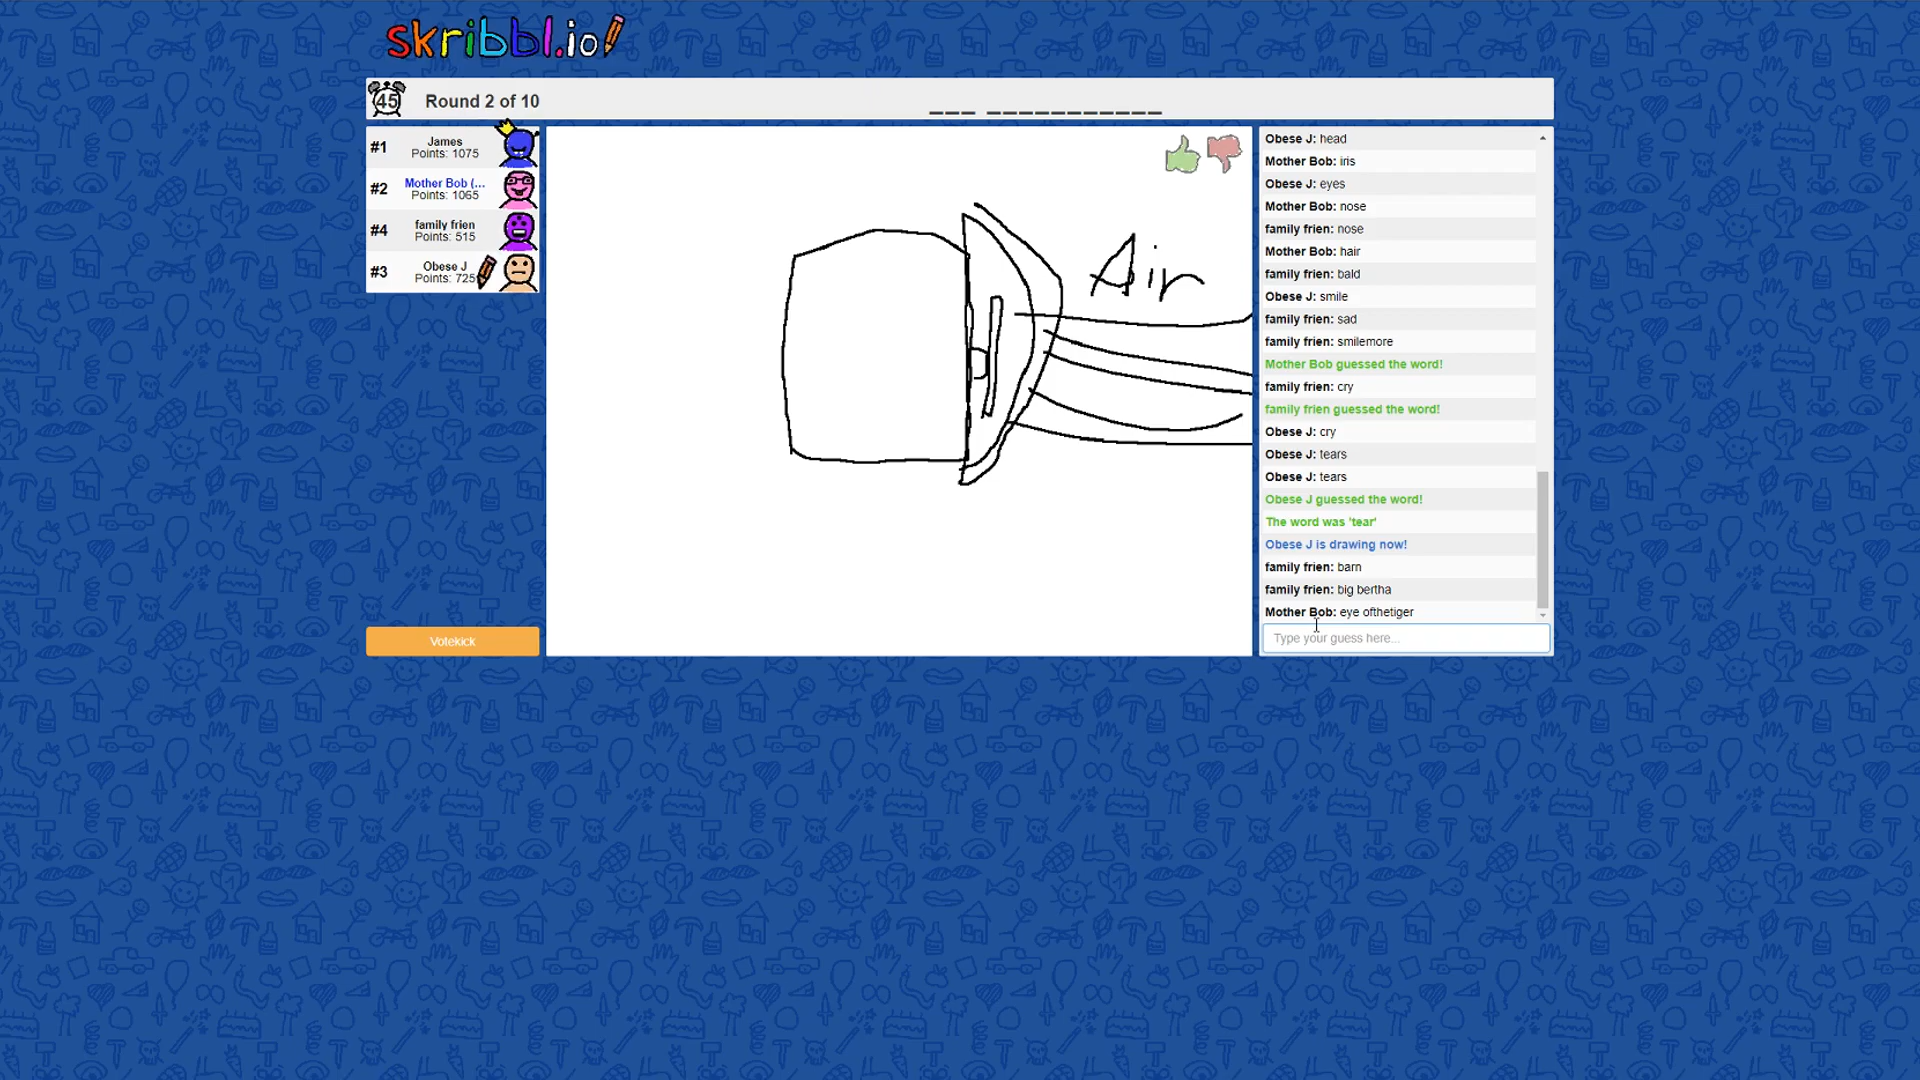 skribbl.io
45
Round 2 of 10
___ ___________
#1
James
Points: 1075
#2
Mother Bob (...
Points: 1065
#4
family frien
Points: 515
#3
Obese J
Points: 725
Votekick
Air
Obese J: head
Mother Bob: iris
Obese J: eyes
Mother Bob: nose
family frien: nose
Mother Bob: hair
family frien: bald
Obese J: smile
family frien: sad
family frien: smilemore
Mother Bob guessed the word!
family frien: cry
family frien guessed the word!
Obese J: cry
Obese J: tears
Obese J: tears
Obese J guessed the word!
The word was 'tear'
Obese J is drawing now!
family frien: barn
family frien: big bertha
Mother Bob: eye ofthetiger
Type your guess here...